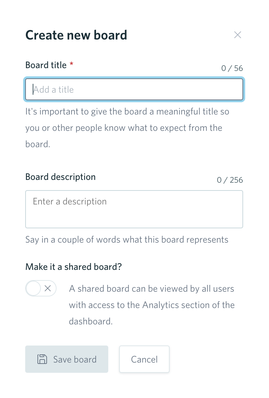 Create new board
Board title *
0 / 56
Add a title
It's important to give the board a meaningful title so
you or other people know what to expect from the
board.
Board description
0 / 256
Enter a description
Say in a couple of words what this board represents
Make it a shared board?
A shared board can be viewed by all users
with access to the Analytics section of the
dashboard.
Save board
Cancel